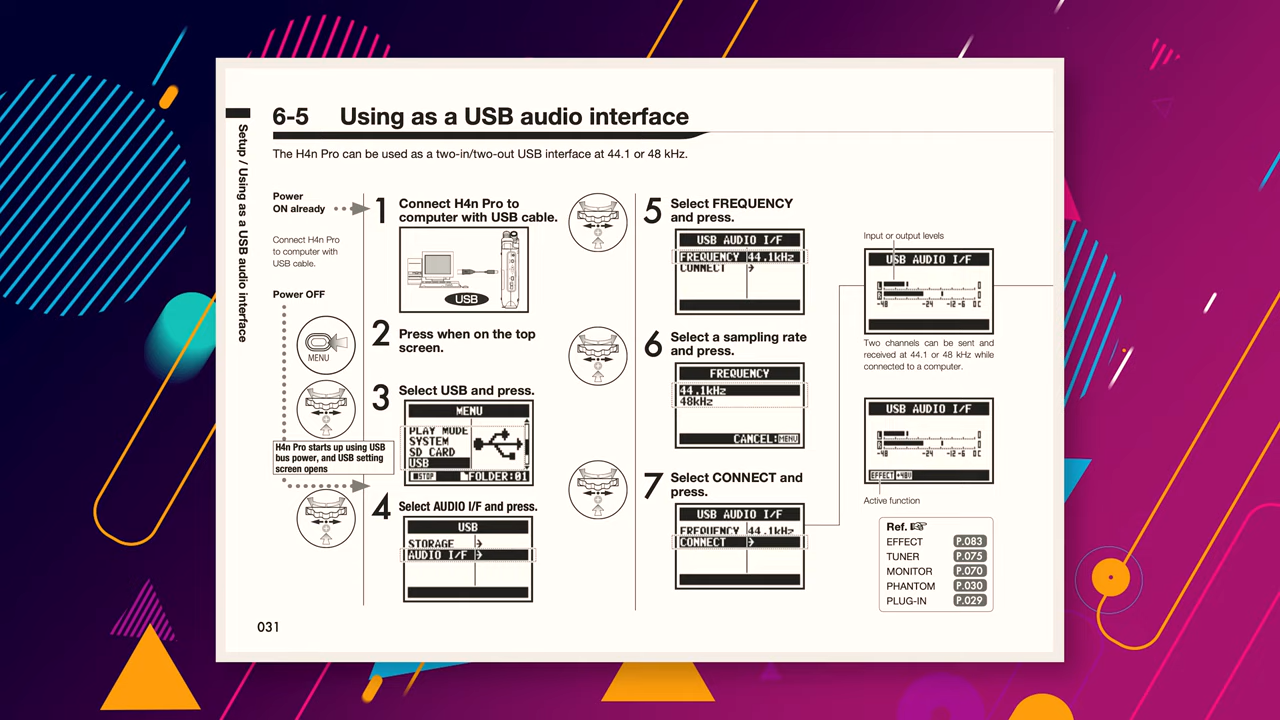 6-5 Using as a USB audio interface
The H4n Pro can be used as a two-in/two-out USB interface at 44.1 or 48 kHz.
Setup / Using as a USB audio interface
Power
ON already
Connect H4n Pro
to computer with
USB cable.
Power OFF
MENU
H4n Pro starts up using USB
bus power, and USB setting
screen opens
1 Connect H4n Pro to
computer with USB cable.
USB
2 Press when on the top
screen.
3 Select USB and press.
MENU
PLAY MODE
SYSTEM
SD CARD
USB
STOP FOLDER:01
4 Select AUDIO I/F and press.
USB
STORAGE
AUDIO I/F
5 Select FREQUENCY
and press.
USB AUDIO I/F
FREQUENCY 44.1kHz
CONNECT
6 Select a sampling rate
and press.
FREQUENCY
44.1kHz
48kHz
CANCEL:MENU
7 Select CONNECT and
press.
USB AUDIO I/F
FREQUENCY 44.1kHz
CONNECT
Input or output levels
USB AUDIO I/F
L 0
R 0
-48 -24 -12 -6 DC
Two channels can be sent and
received at 44.1 or 48 kHz while
connected to a computer.
USB AUDIO I/F
L 0
R 0
-48 -24 -12 -6 DC
EFFECT +48V
Active function
Ref.
EFFECT P.083
TUNER P.075
MONITOR P.070
PHANTOM P.030
PLUG-IN P.029
031